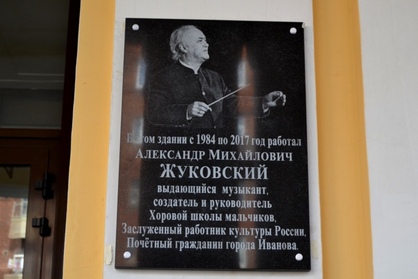 В этом здании с 1984 по 2017 год работал
Александр Михайлович
ЖУКОВСКИЙ
выдающийся музыкант,
создатель и руководитель
Хоровой школы мальчиков,
Заслуженный работник культуры России,
Почётный гражданин города Иванова.